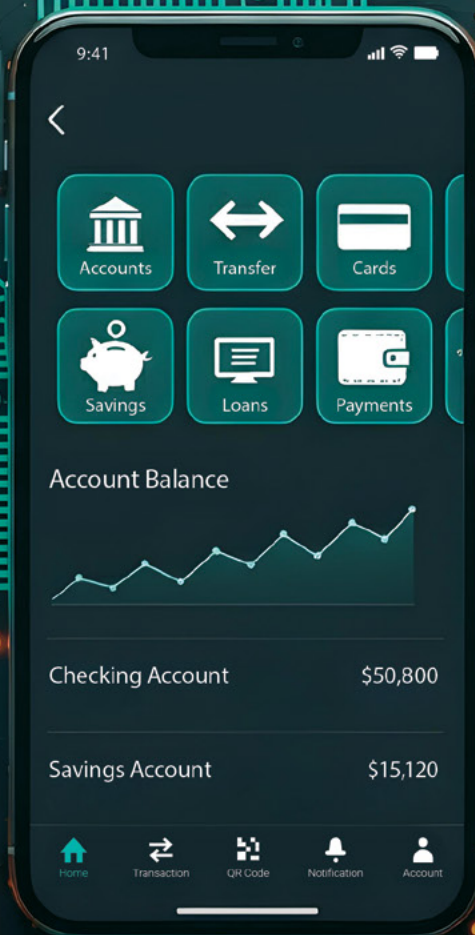 9:41
Accounts Transfer Cards
Savings Loans Payments
Account Balance
Checking Account $50,800
Savings Account $15,120
Home Transaction QR Code Notification Account